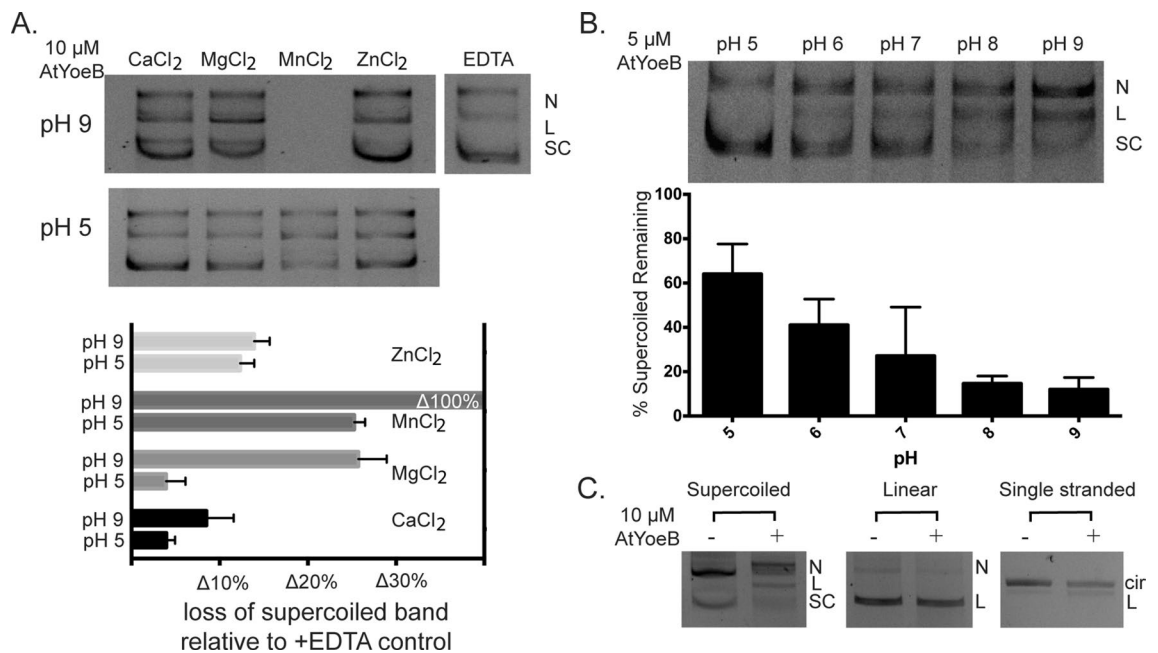 A.
10 µM
AtYoeB
CaCl2 MgCl2 MnCl2 ZnCl2 EDTA
pH 9
N
L
SC
pH 5
pH 9
pH 5
ZnCl2
pH 9
Δ100%
pH 5
MnCl2
pH 9
pH 5
MgCl2
pH 9
pH 5
CaCl2
Δ10% Δ20% Δ30%
loss of supercoiled band
relative to +EDTA control
B.
5 µM
AtYoeB
pH 5 pH 6 pH 7 pH 8 pH 9
N
L
SC
% Supercoiled Remaining
100
80
60
40
20
0
5 6 7 8 9
pH
C.
Supercoiled Linear Single stranded
10 µM
AtYoeB
- + - + - +
N
L
SC
N
L
cir
L